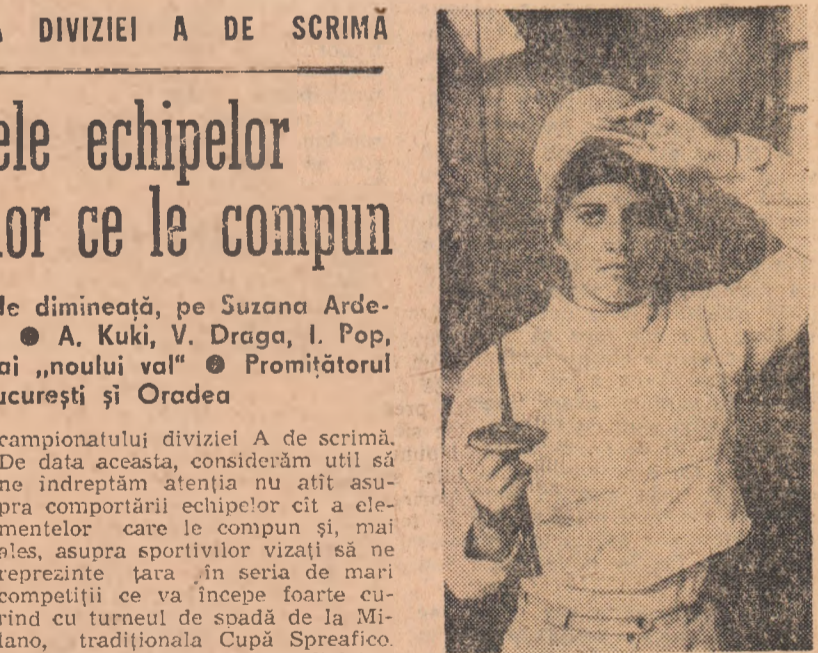 A DIVIZIEI A DE SCRIMĂ
ele echipelor
lor ce le compun
de dimineață, pe Suzana Arde-
● A. Kuki, V. Draga, I. Pop,
ai „noului val" ● Promițătorul
ucurești și Oradea
campionatului diviziei A de scrimă.
De data aceasta, considerăm util să
ne indreptăm atenția nu atît asu-
pra comportării echipelor cît a ele-
mentelor care le compun și, mai
ales, asupra sportivilor vizați să ne
reprezinte țara în seria de mari
competiții ce va începe foarte cu-
rînd cu turneul de spadă de la Mi-
lano, tradiționala Cupă Spreafico.